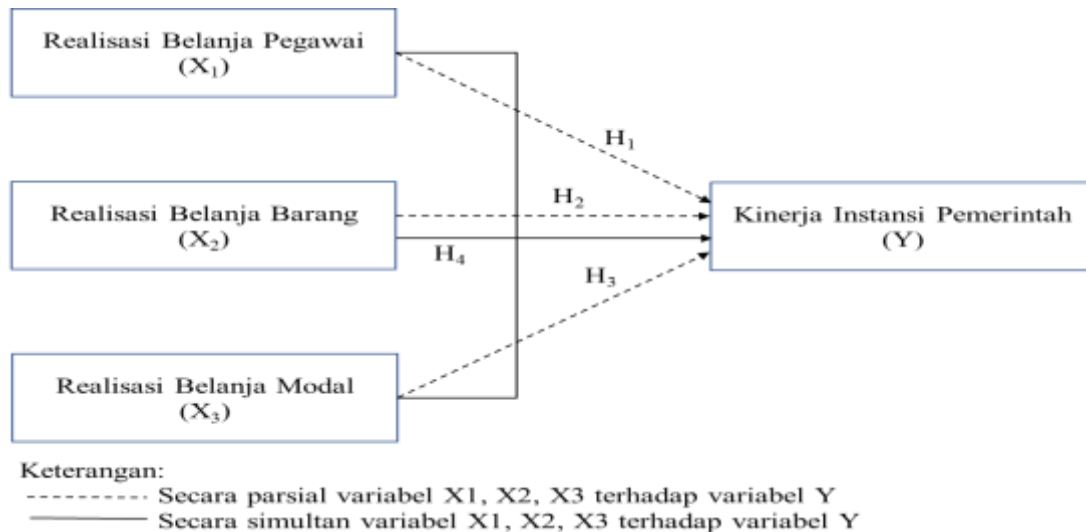 Realisasi Belanja Pegawai
(X₁)
H₁
Realisasi Belanja Barang
(X₂)
H₂
H₄
Kinerja Instansi Pemerintah
(Y)
H₃
Realisasi Belanja Modal
(X₃)
Keterangan:
Secara parsial variabel X1, X2, X3 terhadap variabel Y
Secara simultan variabel X1, X2, X3 terhadap variabel Y